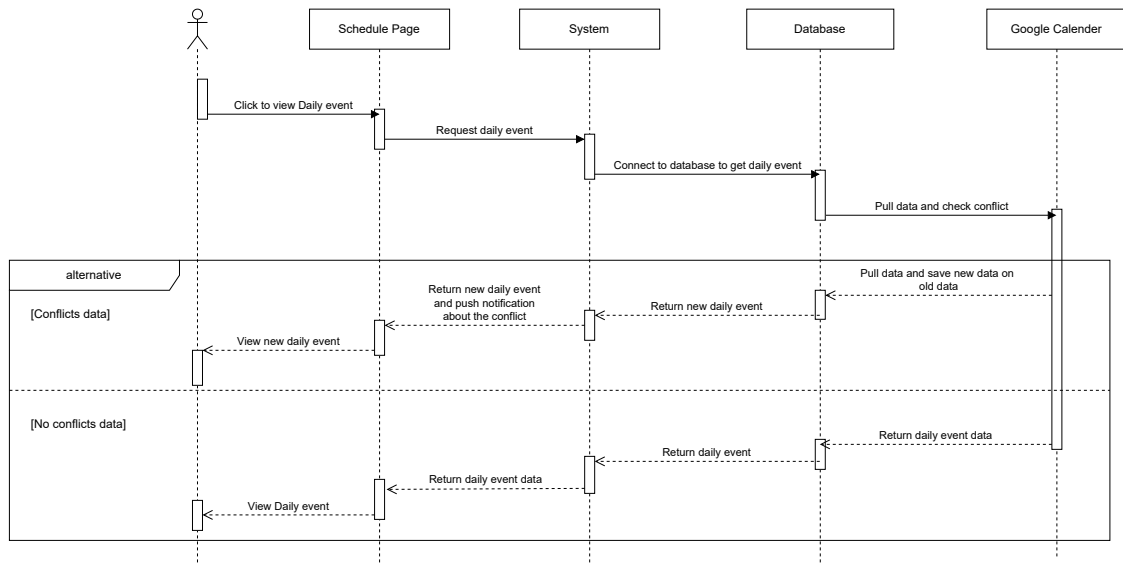 Schedule Page
System
Database
Google Calender
Click to view Daily event
Request daily event
Connect to database to get daily event
Pull data and check conflict
alternative
Pull data and save new data on
old data
Return new daily event
and push notification
about the conflict
Return new daily event
[Conflicts data]
View new daily event
[No conflicts data]
Return daily event data
Return daily event
Return daily event data
View Daily event